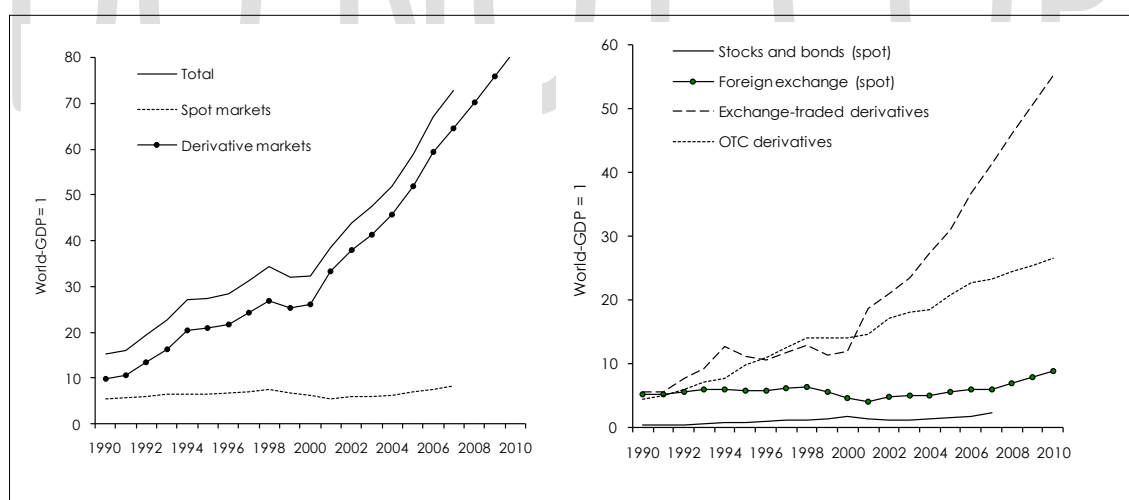 80
70
60
50
40
30
20
10
0
World-GDP = 1
Total
Spot markets
Derivative markets
1990 1992 1994 1996 1998 2000 2002 2004 2006 2008 2010
60
50
40
30
20
10
0
World-GDP = 1
Stocks and bonds (spot)
Foreign exchange (spot)
Exchange-traded derivatives
OTC derivatives
1990 1992 1994 1996 1998 2000 2002 2004 2006 2008 2010